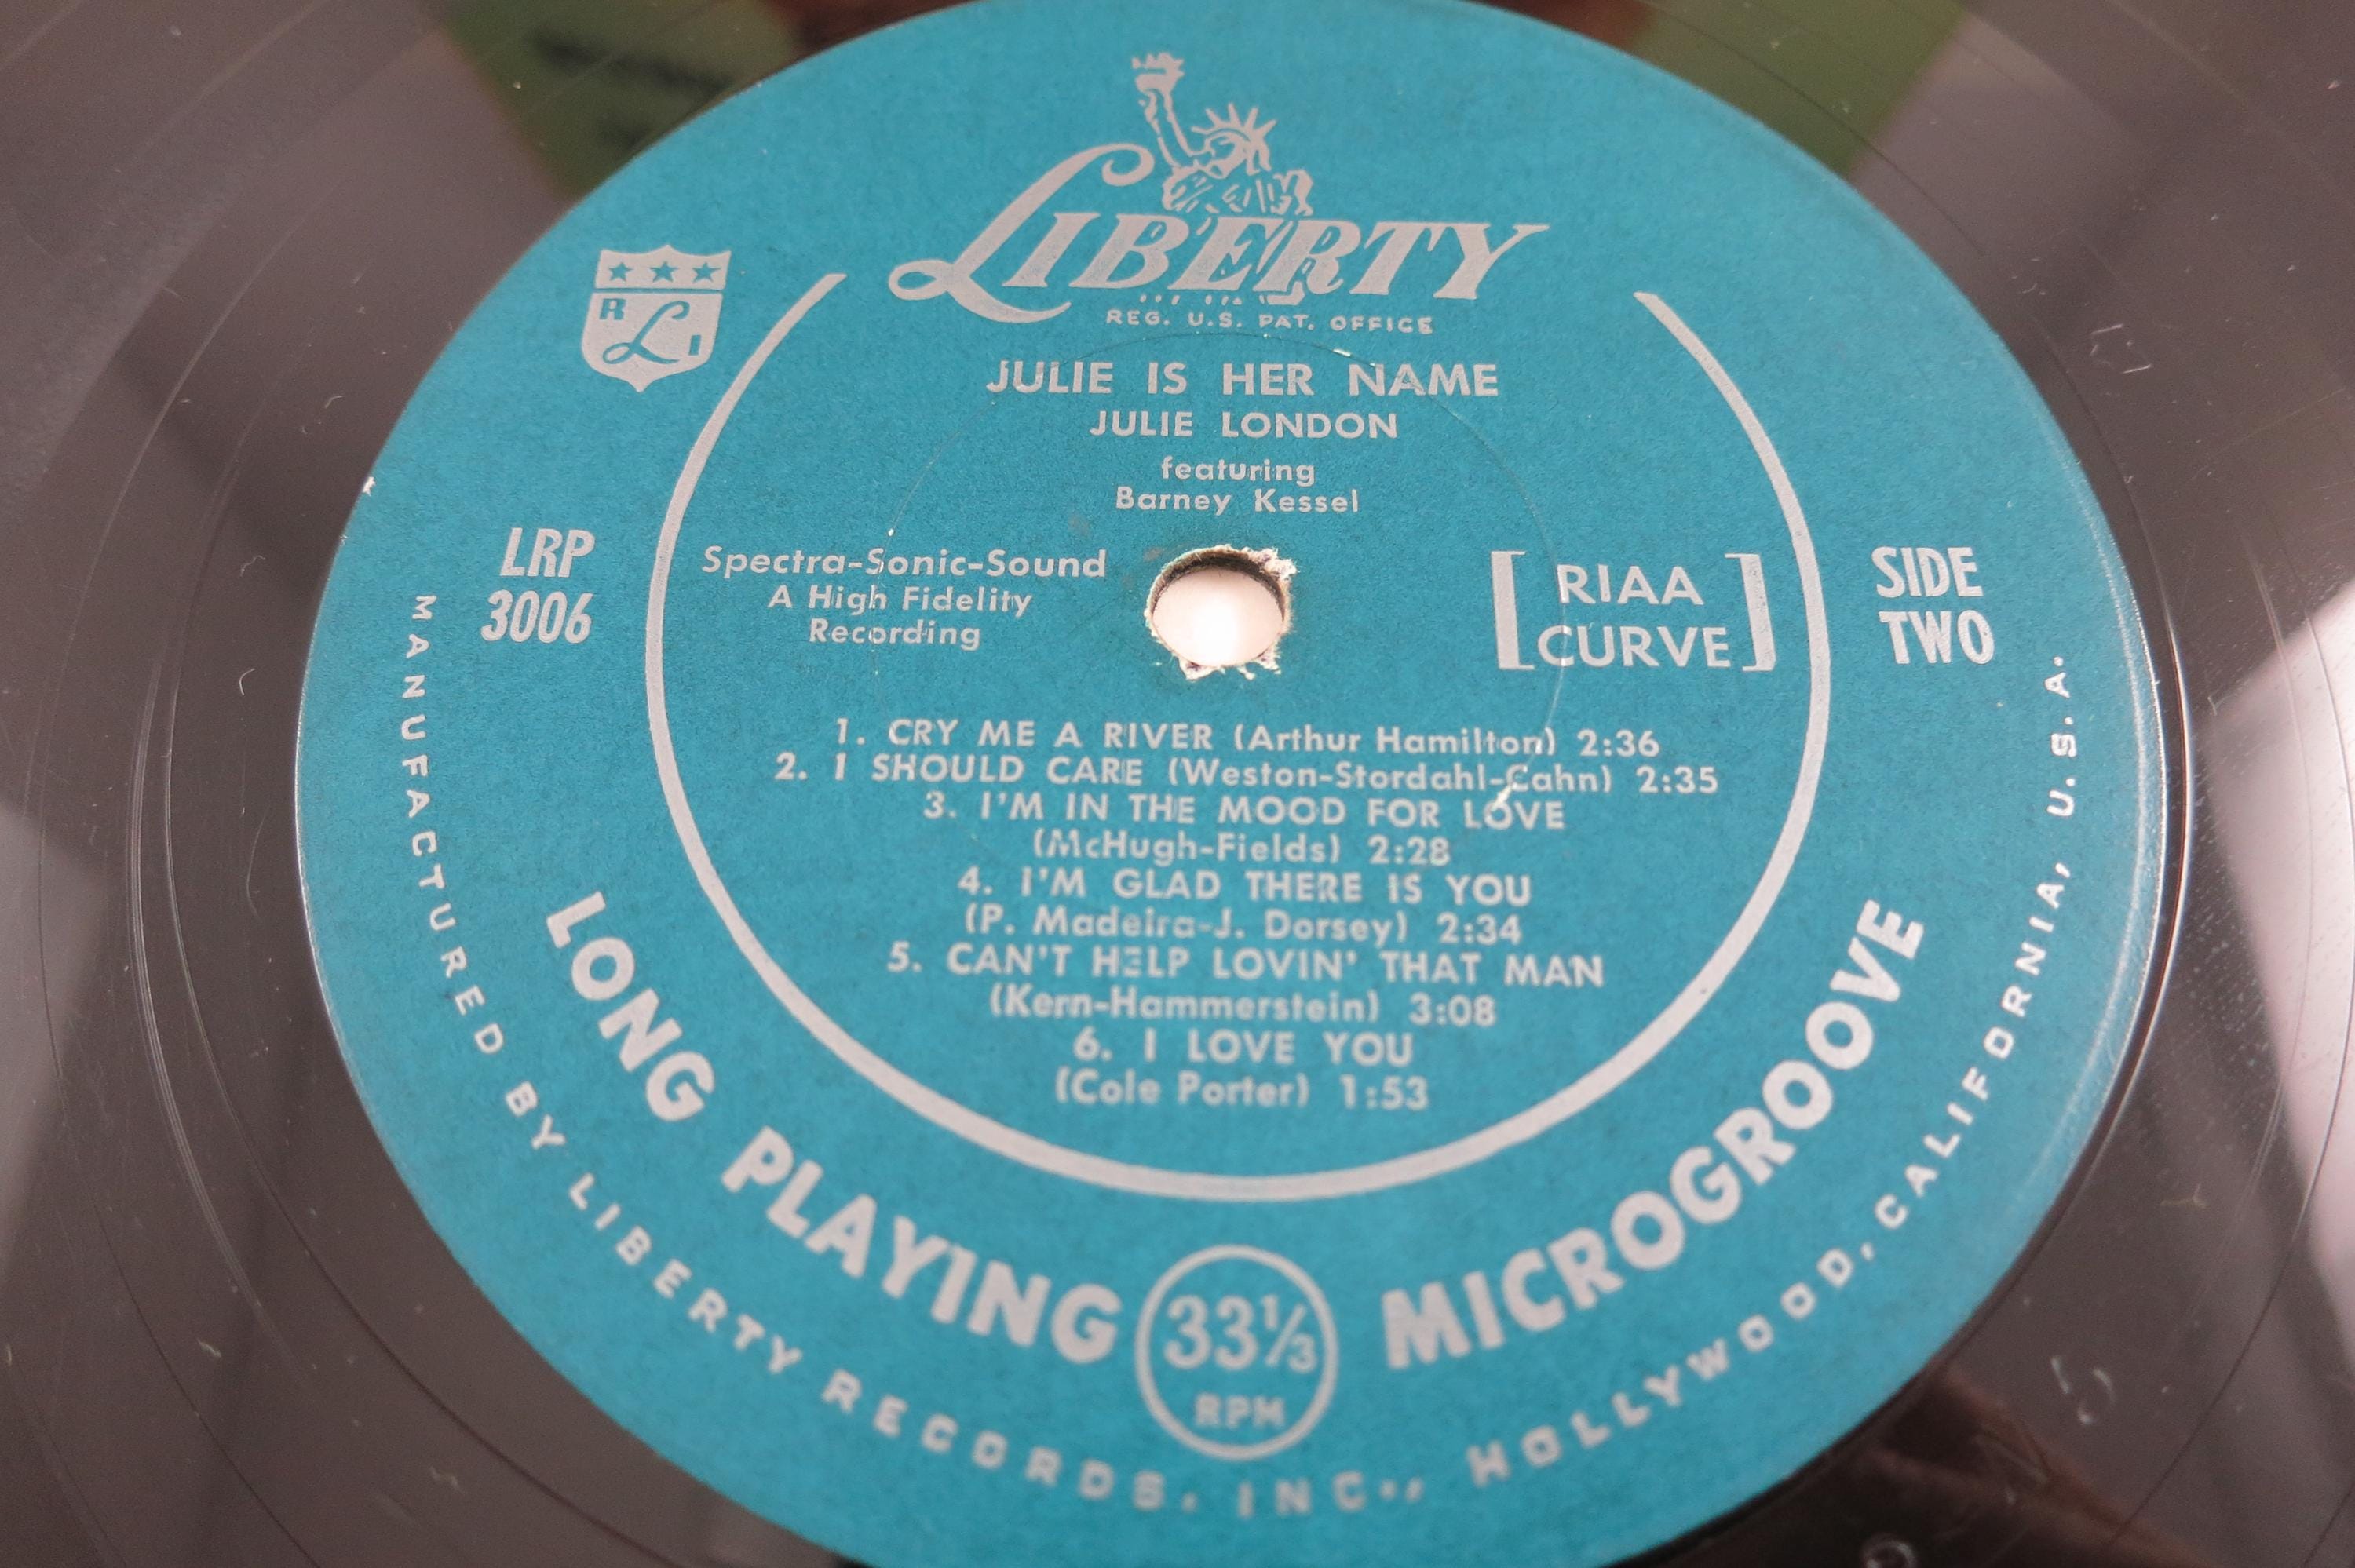 LIBERTY
REG. U.S. PAT. OFFICE
R L I
JULIE IS HER NAME
JULIE LONDON
featuring
Barney Kessel
LRP
3006
Spectra-Sonic-Sound
A High Fidelity
Recording
[RIAA
CURVE]
SIDE
TWO
1. CRY ME A RIVER (Arthur Hamilton) 2:36
2. I SHOULD CARE (Weston-Stordahl-Cahn) 2:35
3. I'M IN THE MOOD FOR LOVE
(McHugh-Fields) 2:28
4. I'M GLAD THERE IS YOU
(P. Madeira-J. Dorsey) 2:34
5. CAN'T HELP LOVIN' THAT MAN
(Kern-Hammerstein) 3:08
6. I LOVE YOU
(Cole Porter) 1:53
LONG PLAYING 33⅓ RPM MICROGROOVE
MANUFACTURED BY LIBERTY RECORDS, INC., HOLLYWOOD, CALIFORNIA, U.S.A.